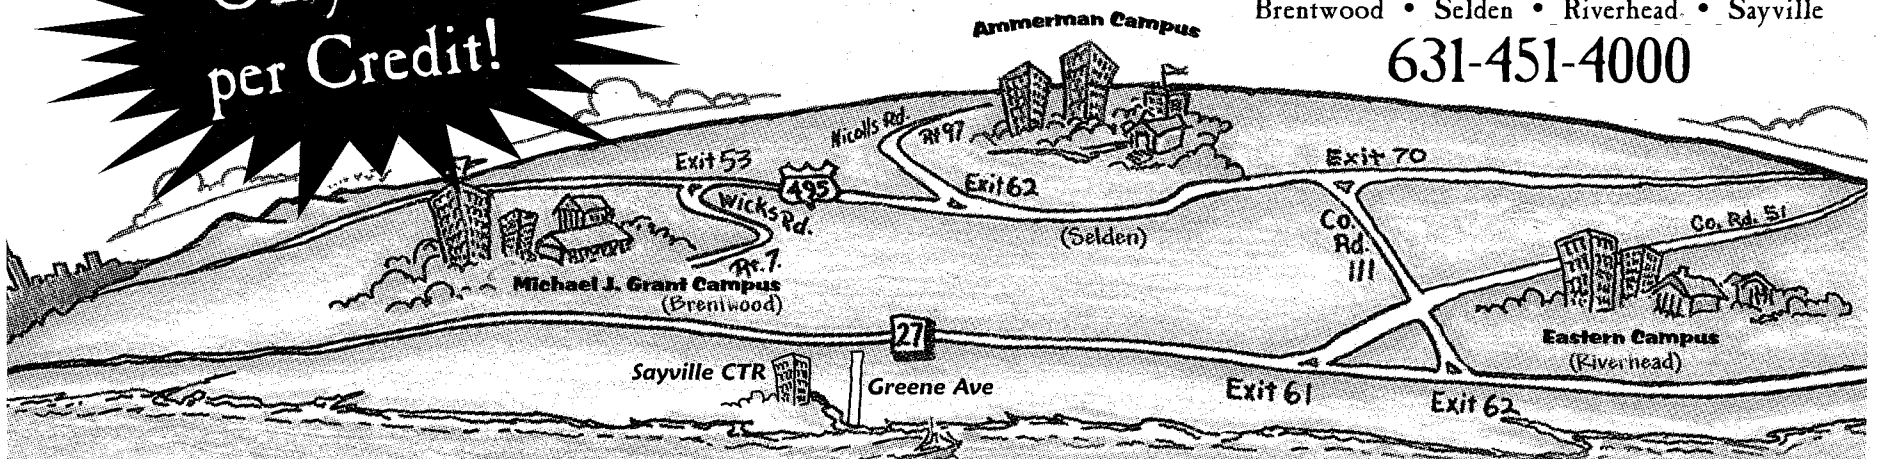 per Credit!
Brentwood • Selden • Riverhead • Sayville
631-451-4000
Ammerman Campus
Nicolls Rd.
Rt 97
Exit 53
495
Exit 62
Exit 70
Wicks Rd.
Rt. 7
(Selden)
Co.
Rd.
111
Co. Rd. 51
Michael J. Grant Campus
(Brentwood)
27
Eastern Campus
(Riverhead)
Sayville CTR
Greene Ave
Exit 61
Exit 62